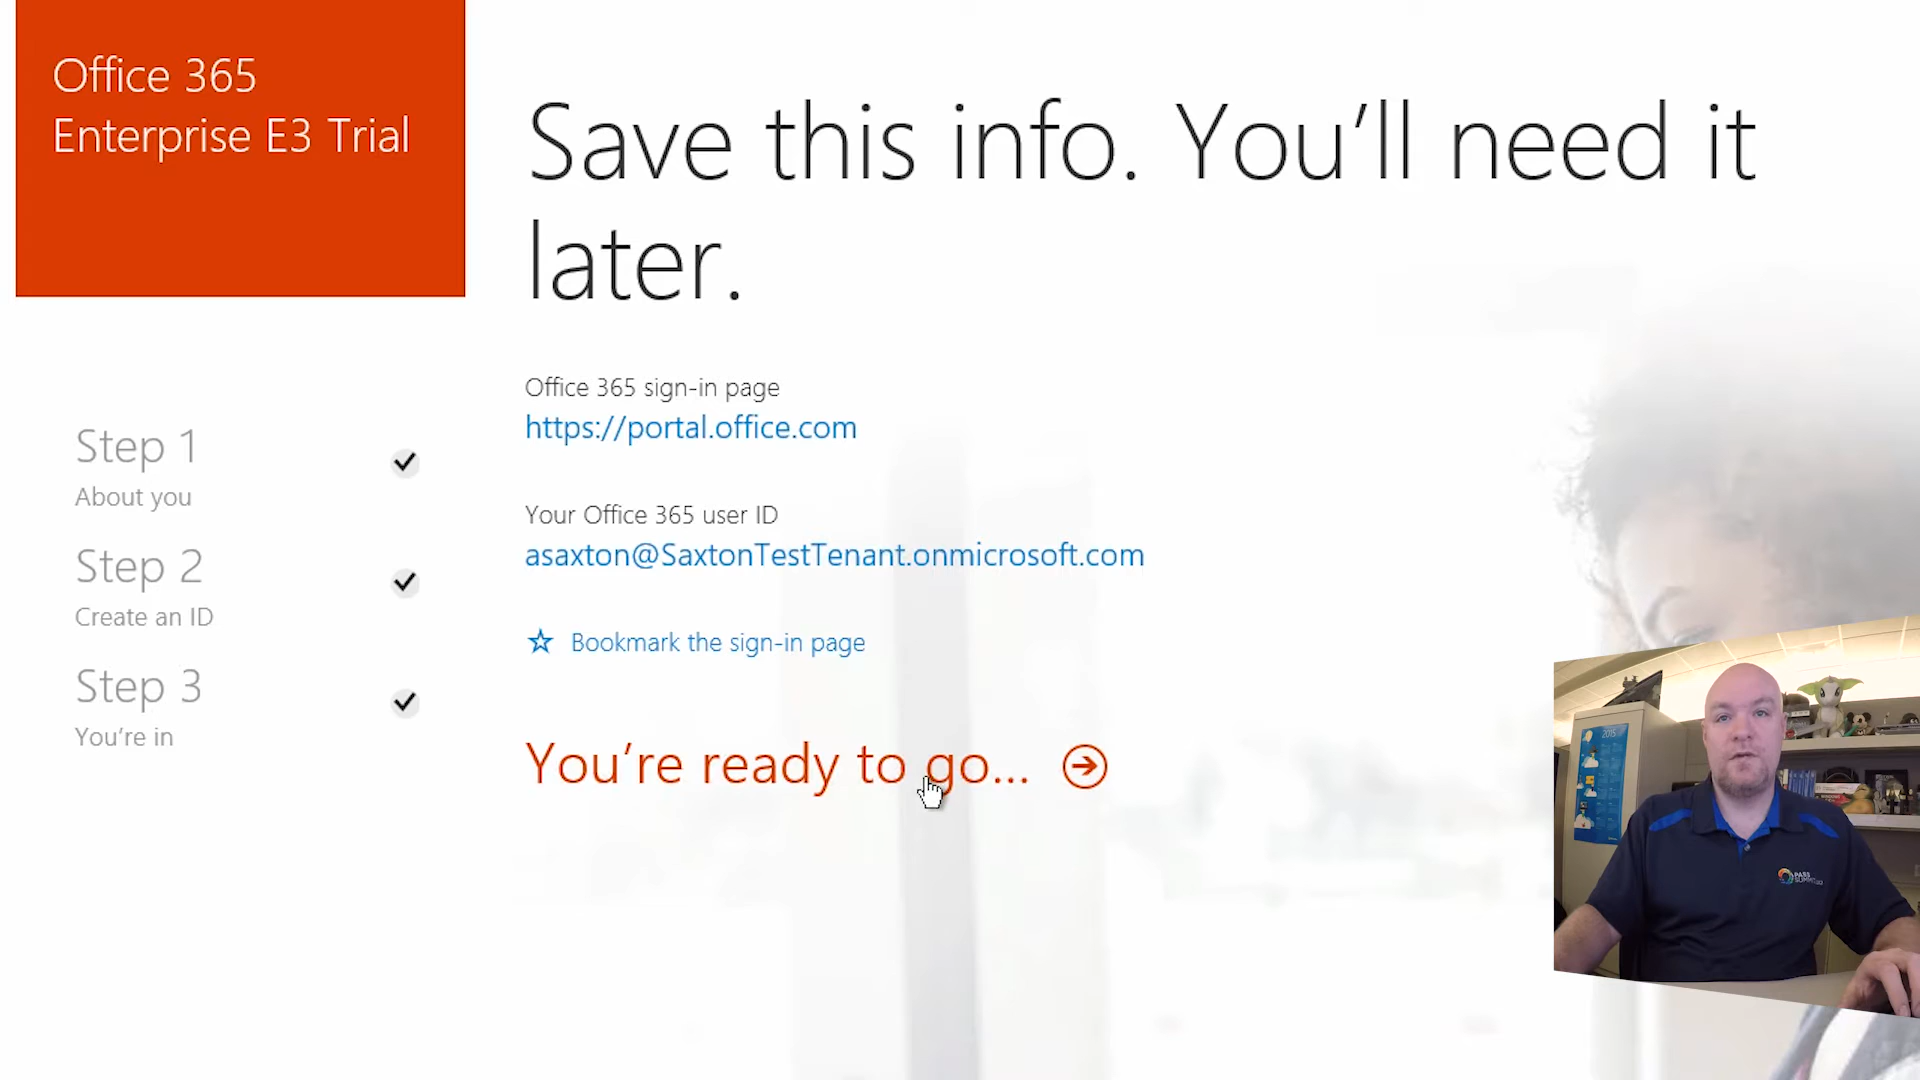 Office 365
Enterprise E3 Trial
Save this info. You’ll need it
later.
Office 365 sign-in page
https://portal.office.com
Your Office 365 user ID
asaxton@SaxtonTestTenant.onmicrosoft.com
Bookmark the sign-in page
You’re ready to go...
Step 1
About you
Step 2
Create an ID
Step 3
You’re in
2015
PASS